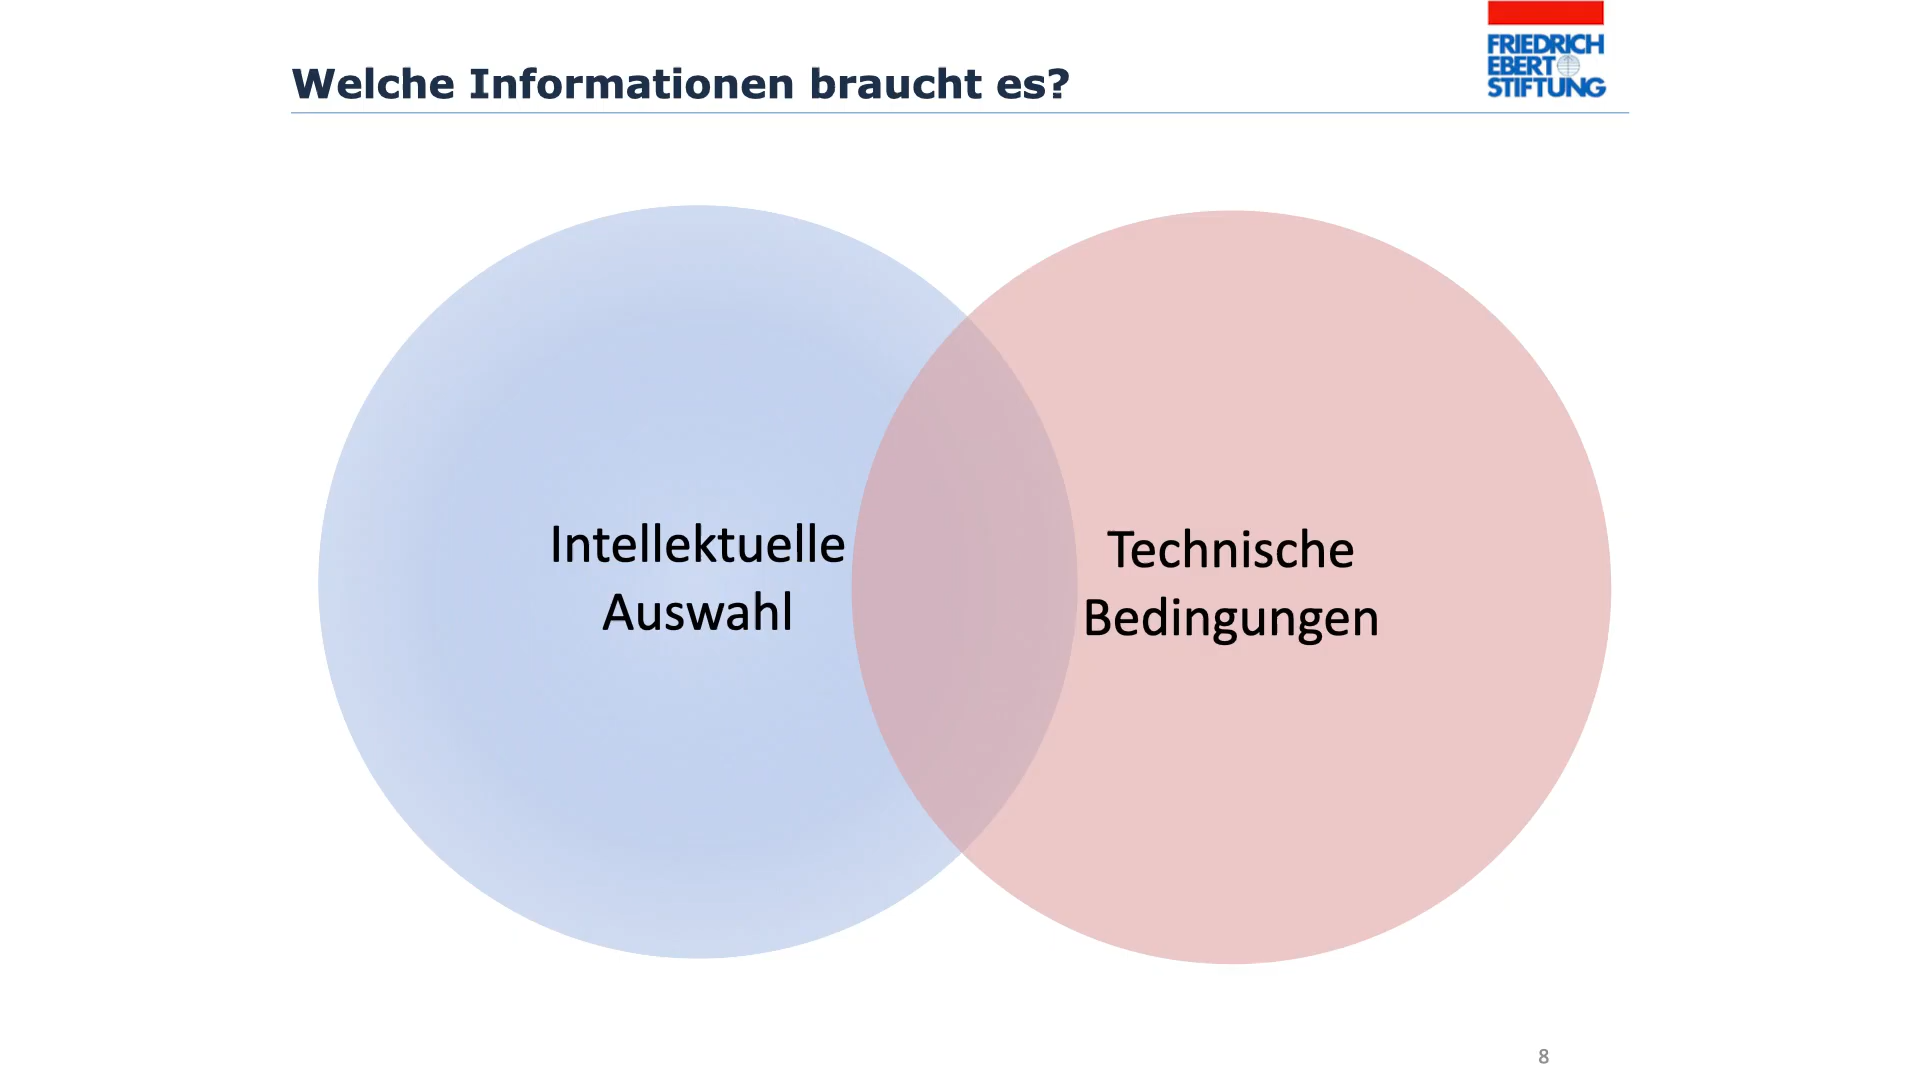 Welche Informationen braucht es?
FRIEDRICH
EBERT
STIFTUNG
Intellektuelle
Auswahl
Technische
Bedingungen
8